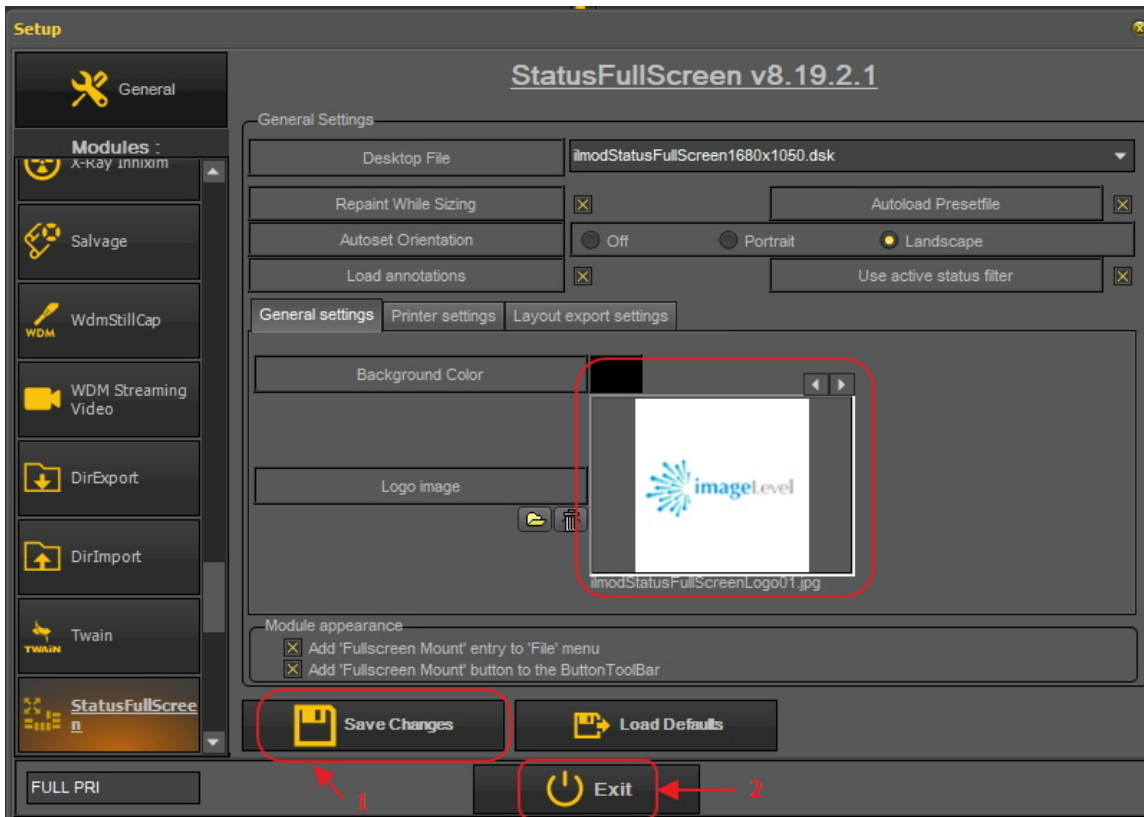 Setup
General
StatusFullScreen v8.19.2.1
General Settings
Modules :
X-Ray Innixim
Desktop File
ilmodStatusFullScreen1680x1050.dsk
Repaint While Sizing
Autoload Presetfile
Salvage
Autoset Orientation
Off
Portrait
Landscape
Load annotations
Use active status filter
WDM
WdmStillCap
General settings
Printer settings
Layout export settings
Background Color
WDM Streaming
Video
DirExport
Logo image
imageLevel
DirImport
ilmodStatusFullScreenLogo01.jpg
TWAIN
Twain
Module appearance
Add 'Fullscreen Mount' entry to 'File' menu
Add 'Fullscreen Mount' button to the ButtonToolBar
StatusFullScree
n
Save Changes
Load Defaults
FULL PRI
1
Exit
2